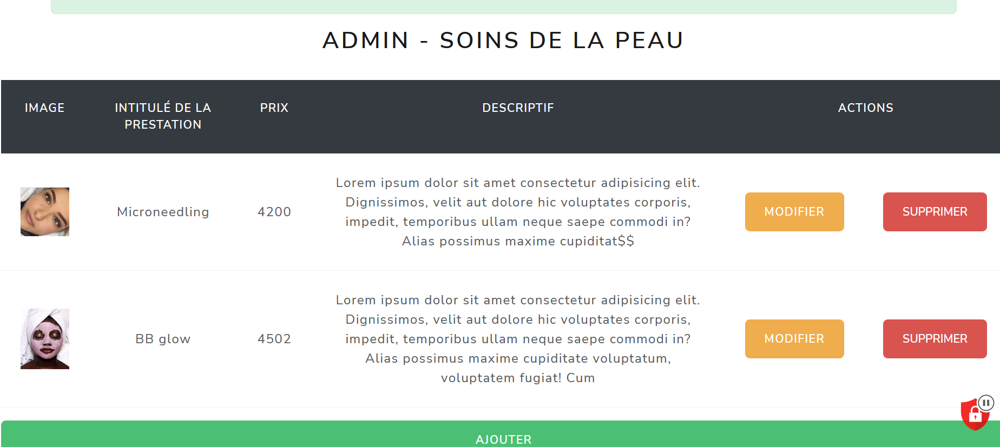 ADMIN - SOINS DE LA PEAU
IMAGE
INTITULÉ DE LA
PRESTATION
PRIX
DESCRIPTIF
ACTIONS
Microneedling
4200
Lorem ipsum dolor sit amet consectetur adipisicing elit.
Dignissimos, velit aut dolore hic voluptates corporis,
impedit, temporibus ullam neque saepe commodi in?
Alias possimus maxime cupiditat$$
MODIFIER
SUPPRIMER
BB glow
4502
Lorem ipsum dolor sit amet consectetur adipisicing elit.
Dignissimos, velit aut dolore hic voluptates corporis,
impedit, temporibus ullam neque saepe commodi in?
Alias possimus maxime cupiditate voluptatum,
voluptatem fugiat! Cum
MODIFIER
SUPPRIMER
AJOUTER